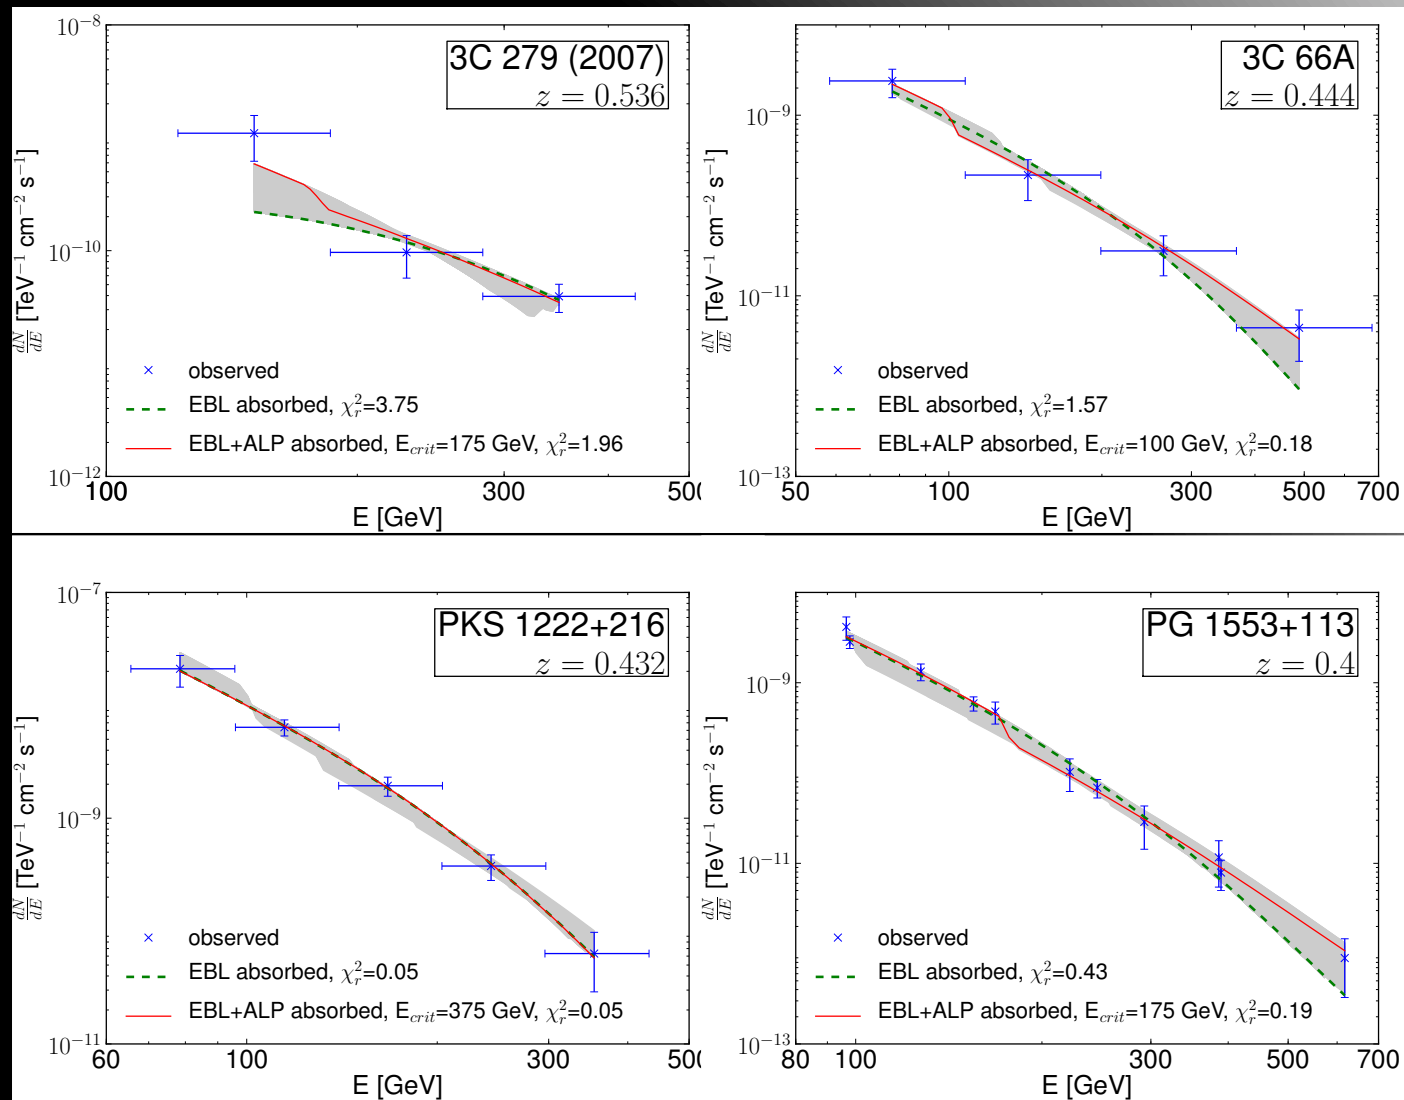 3C 279 (2007)
z = 0.536
10⁻⁸
10⁻¹⁰
10⁻¹²
dN/dE [TeV⁻¹ cm⁻² s⁻¹]
observed
EBL absorbed, χ²ᵣ=3.75
EBL+ALP absorbed, E_crit=175 GeV, χ²ᵣ=1.96
100 300 500
E [GeV]
3C 66A
z = 0.444
10⁻⁹
10⁻¹¹
10⁻¹³
dN/dE [TeV⁻¹ cm⁻² s⁻¹]
observed
EBL absorbed, χ²ᵣ=1.57
EBL+ALP absorbed, E_crit=100 GeV, χ²ᵣ=0.18
50 100 300 500 700
E [GeV]
PKS 1222+216
z = 0.432
10⁻⁷
10⁻⁹
10⁻¹¹
dN/dE [TeV⁻¹ cm⁻² s⁻¹]
observed
EBL absorbed, χ²ᵣ=0.05
EBL+ALP absorbed, E_crit=375 GeV, χ²ᵣ=0.05
60 100 300 500
E [GeV]
PG 1553+113
z = 0.4
10⁻⁹
10⁻¹¹
10⁻¹³
dN/dE [TeV⁻¹ cm⁻² s⁻¹]
observed
EBL absorbed, χ²ᵣ=0.43
EBL+ALP absorbed, E_crit=175 GeV, χ²ᵣ=0.19
80 100 300 500 700
E [GeV]